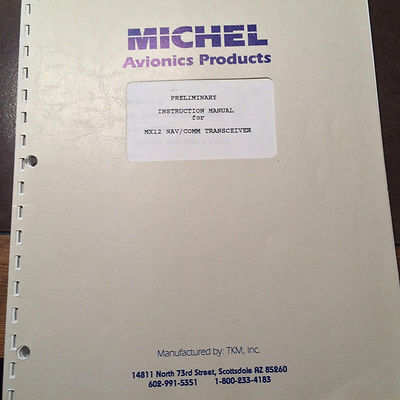 MICHEL
Avionics Products
PRELIMINARY
INSTRUCTION MANUAL
for
MX12 NAV/COMM TRANSCEIVER
Manufactured by: TKM, Inc.
14811 North 73rd Street, Scottsdale AZ 85260
602-991-5351 1-800-233-4183